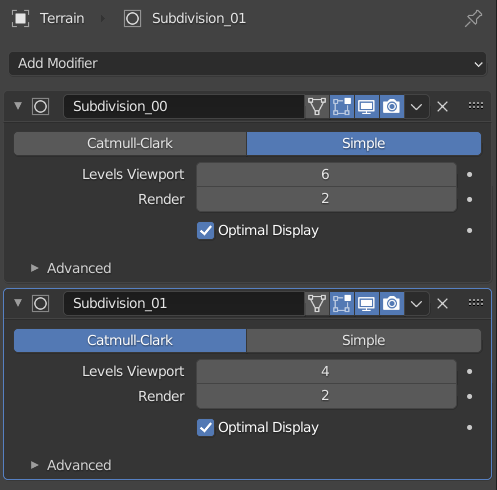 Terrain › Subdivision_01
Add Modifier
Subdivision_00
Catmull-Clark Simple
Levels Viewport 6
Render 2
Optimal Display
Advanced
Subdivision_01
Catmull-Clark Simple
Levels Viewport 4
Render 2
Optimal Display
Advanced